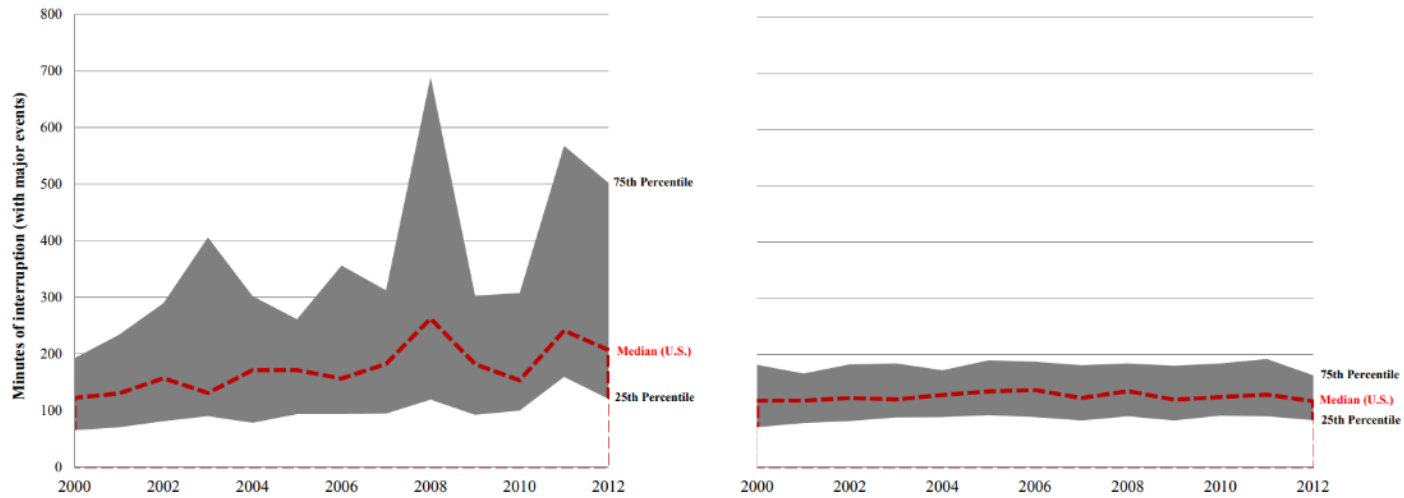 800
700
600
500
400
300
200
100
0
Minutes of interruption (with major events)
75th Percentile
Median (U.S.)
25th Percentile
2000 2002 2004 2006 2008 2010 2012
75th Percentile
Median (U.S.)
25th Percentile
2000 2002 2004 2006 2008 2010 2012